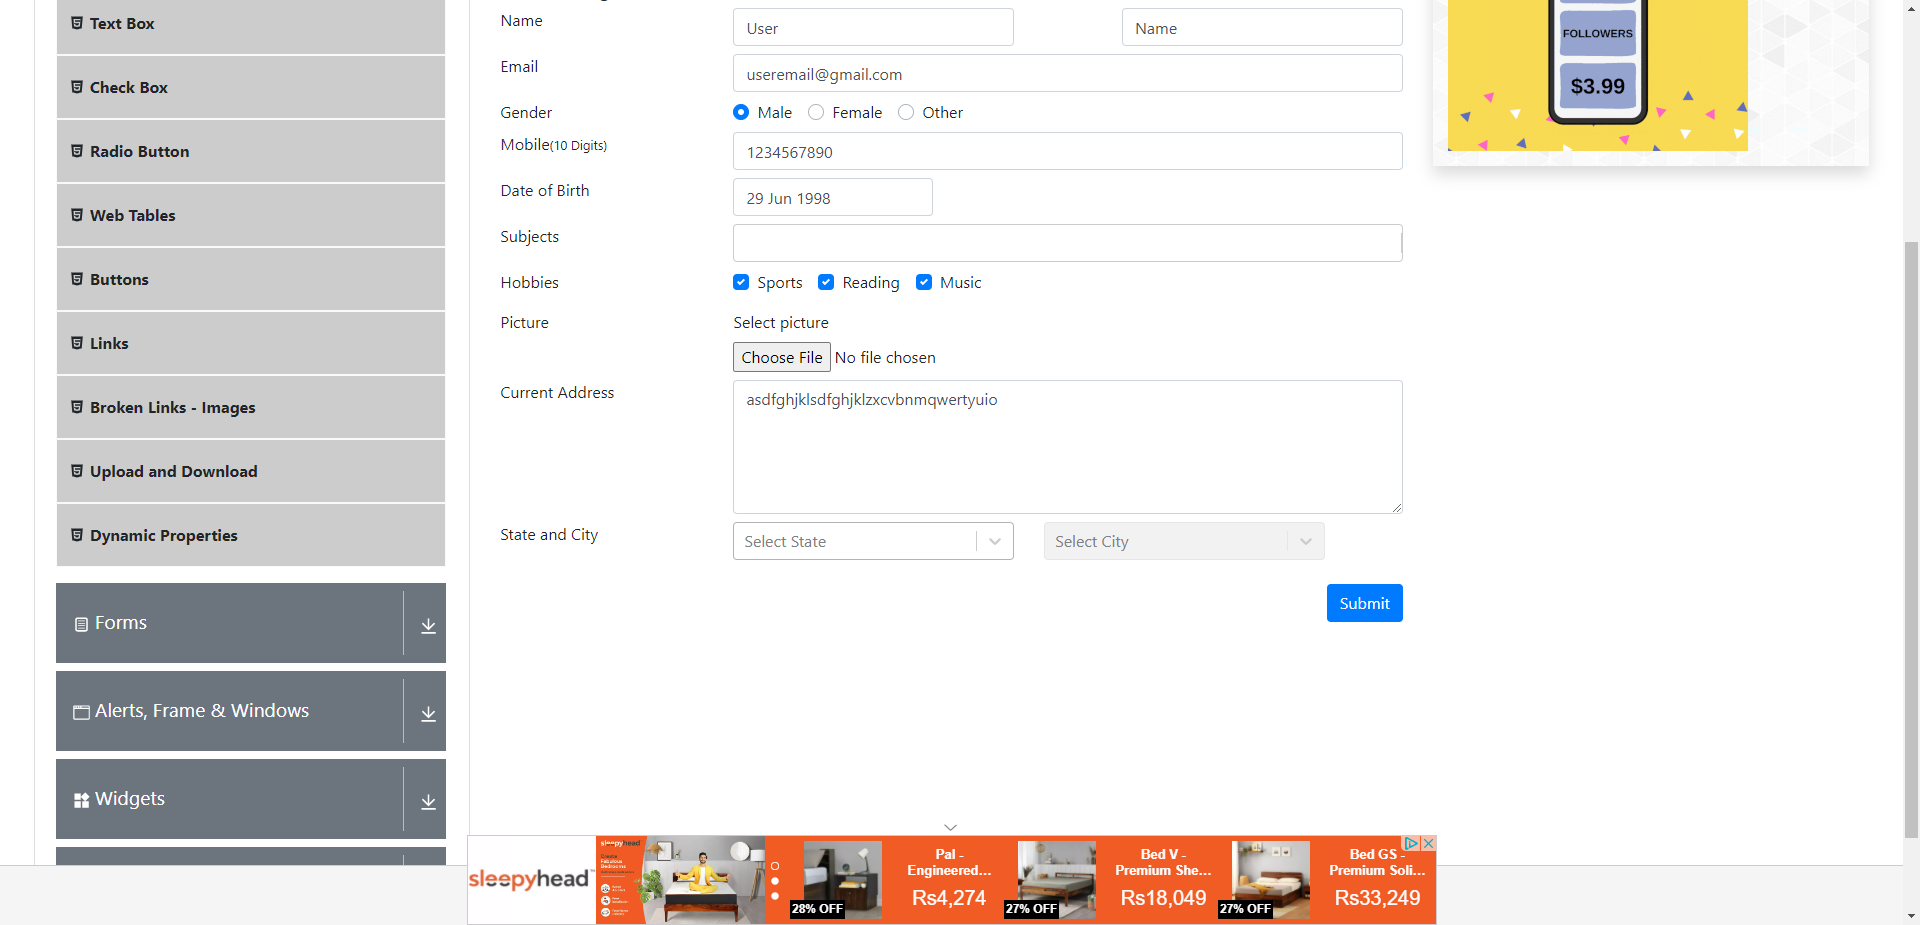 Text Box
Check Box
Radio Button
Web Tables
Buttons
Links
Broken Links - Images
Upload and Download
Dynamic Properties
Forms
Alerts, Frame & Windows
Widgets
Name
User
Name
Email
useremail@gmail.com
Gender
Male
Female
Other
Mobile(10 Digits)
1234567890
Date of Birth
29 Jun 1998
Subjects
Hobbies
Sports
Reading
Music
Picture
Select picture
Choose File No file chosen
Current Address
asdfghjklsdfghjklzxcvbnmqwertyuio
State and City
Select State
Select City
Submit
FOLLOWERS
$3.99
sleepyhead
sleepyhead
28% OFF
Pal -
Engineered...
Rs4,274
27% OFF
Bed V -
Premium She...
Rs18,049
27% OFF
Bed GS -
Premium Soli...
Rs33,249